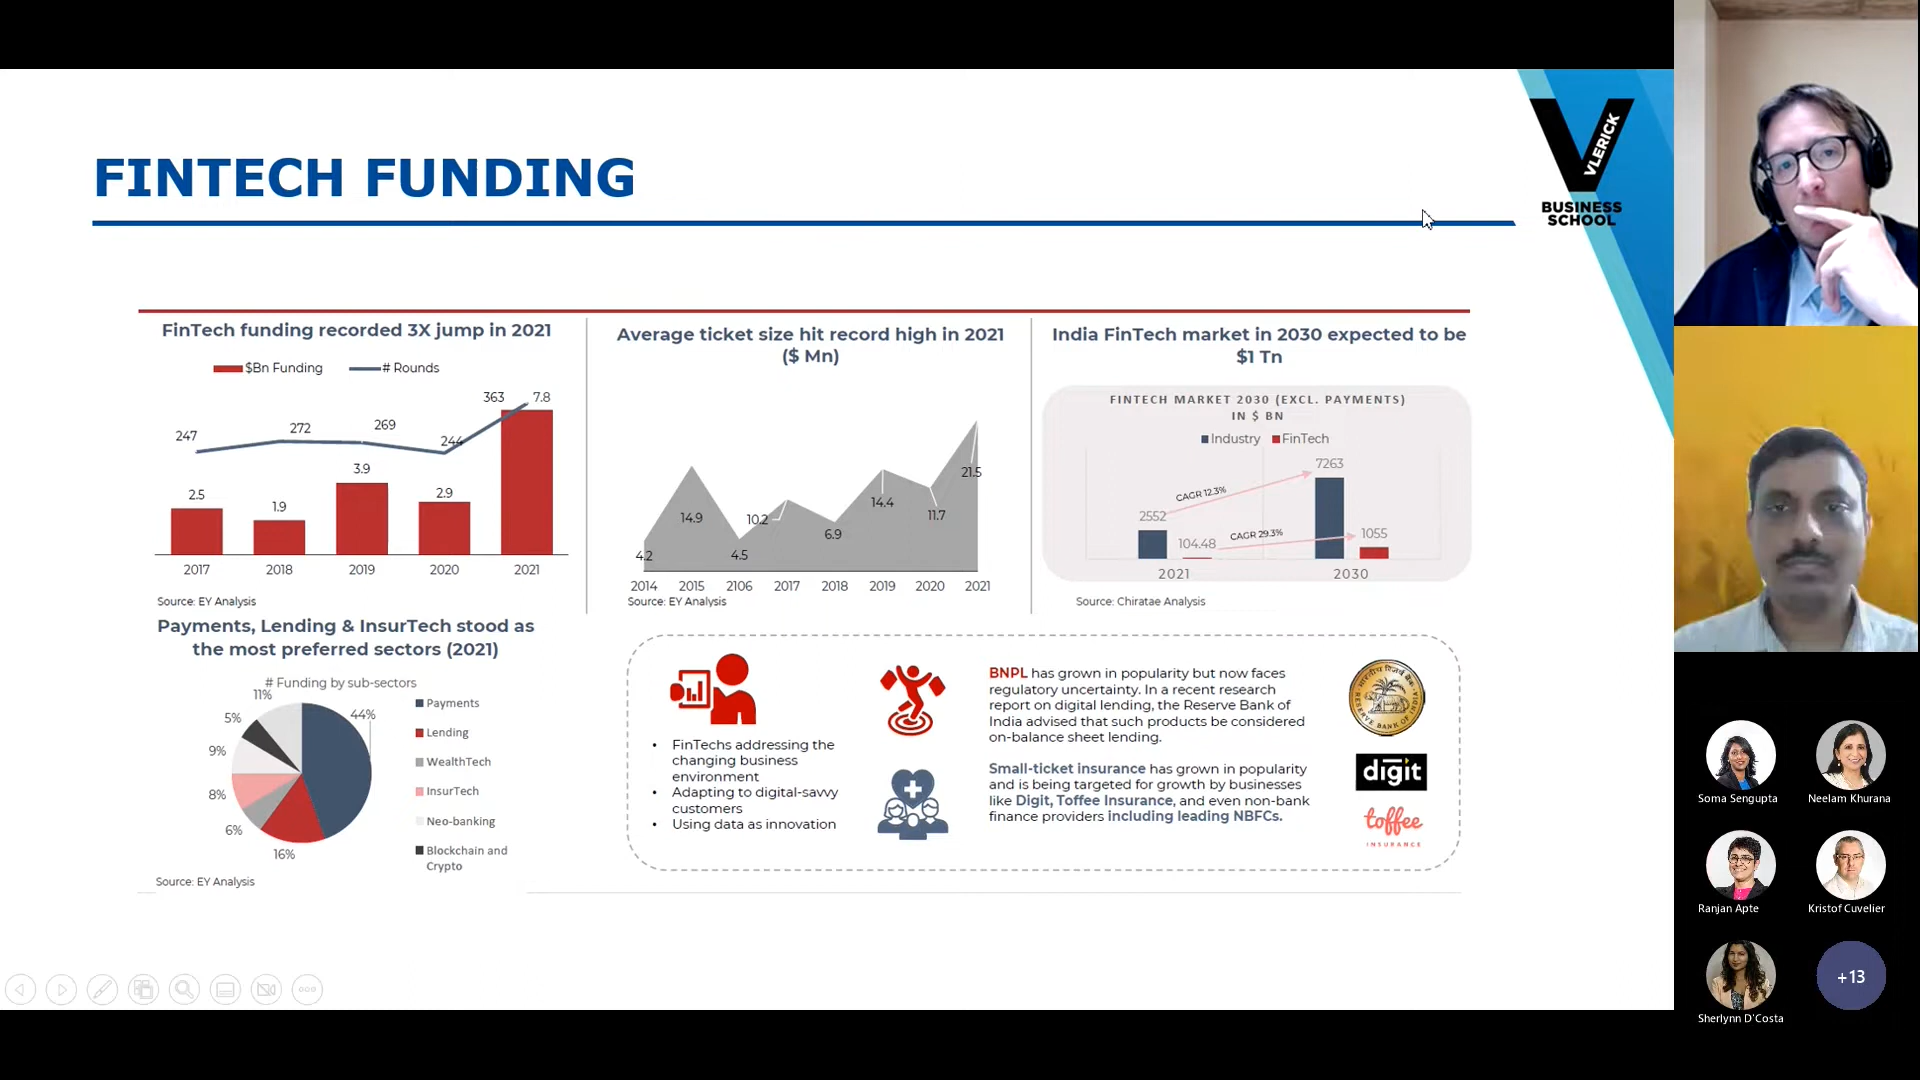 FINTECH FUNDING
VLERICK
BUSINESS
SCHOOL
FinTech funding recorded 3X jump in 2021
$Bn Funding # Rounds
247 272 269 244 363 7.8
2.5 1.9 3.9 2.9
2017 2018 2019 2020 2021
Source: EY Analysis
Average ticket size hit record high in 2021
($ Mn)
4.2 14.9 4.5 10.2 6.9 14.4 11.7 21.5
2014 2015 2106 2017 2018 2019 2020 2021
Source: EY Analysis
India FinTech market in 2030 expected to be
$1 Tn
FINTECH MARKET 2030 (EXCL. PAYMENTS)
IN $ BN
Industry FinTech
7263
CAGR 12.3%
2552
104.48 CAGR 29.3% 1055
2021 2030
Source: Chiratae Analysis
Payments, Lending & InsurTech stood as
the most preferred sectors (2021)
# Funding by sub-sectors
11%
44%
5%
9%
8%
6%
16%
Payments
Lending
WealthTech
InsurTech
Neo-banking
Blockchain and
Crypto
Source: EY Analysis
• FinTechs addressing the
changing business
environment
• Adapting to digital-savvy
customers
• Using data as innovation
BNPL has grown in popularity but now faces
regulatory uncertainty. In a recent research
report on digital lending, the Reserve Bank of
India advised that such products be considered
on-balance sheet lending.
Small-ticket insurance has grown in popularity
and is being targeted for growth by businesses
like Digit, Toffee Insurance, and even non-bank
finance providers including leading NBFCs.
digit
toffee
INSURANCE
Soma Sengupta
Neelam Khurana
Ranjan Apte
Kristof Cuvelier
Sherlynn D'Costa
+13